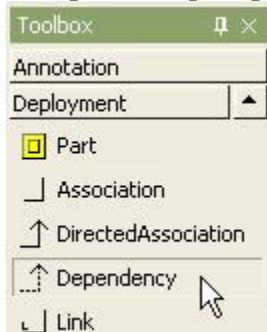 Toolbox
Annotation
Deployment
Part
Association
DirectedAssociation
Dependency
Link